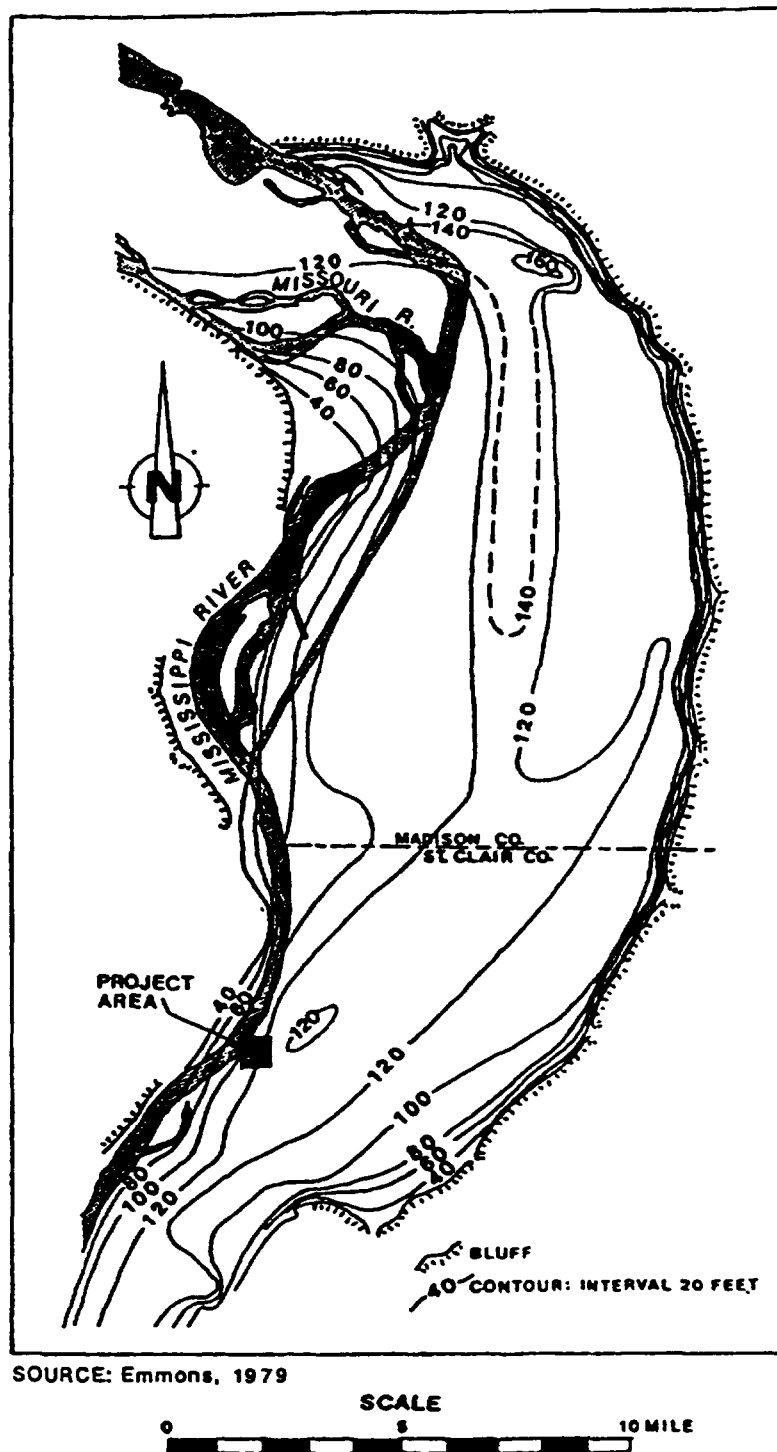 120
140
160
120
MISSOURI R.
100
80
60
40
N
140
MISSISSIPPI RIVER
120
MADISON CO.
ST. CLAIR CO.
PROJECT
AREA
40
60
120
120
100
80
60
40
80
100
120
BLUFF
40 CONTOUR: INTERVAL 20 FEET
SOURCE: Emmons, 1979
SCALE
0 5 10 MILE